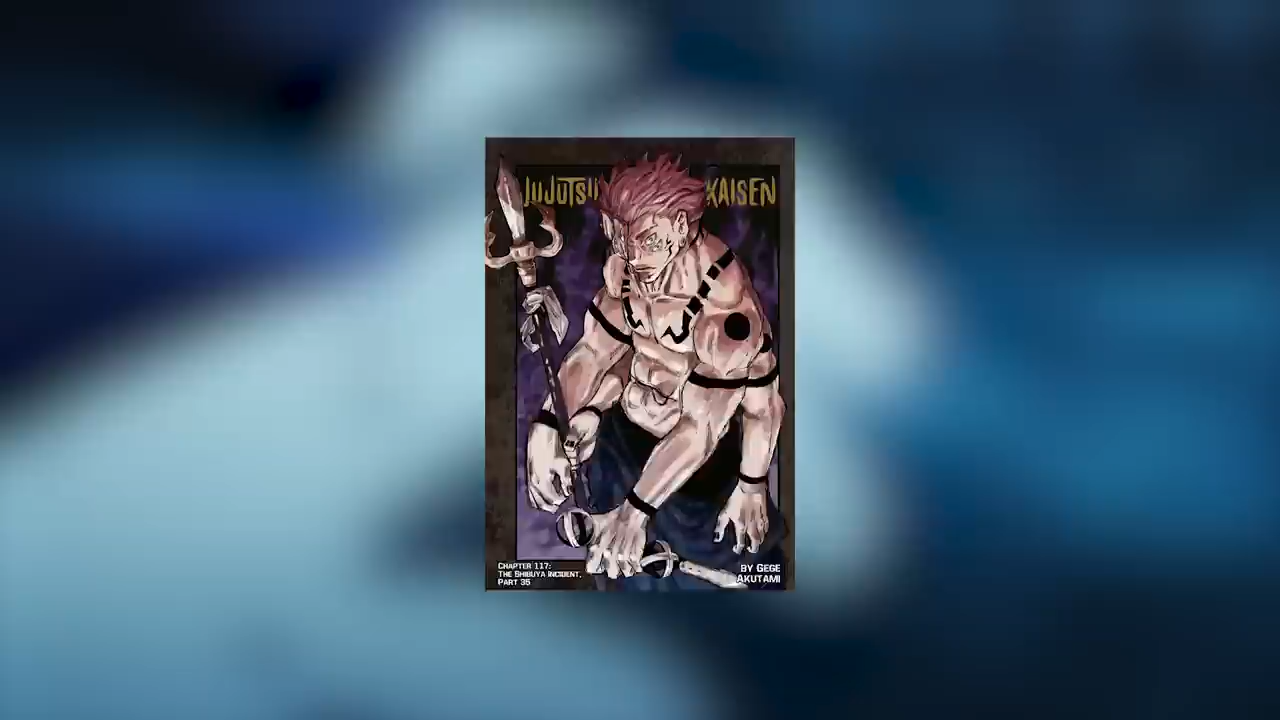 JUJUTSU KAISEN
CHAPTER 117:
THE SHIBUYA INCIDENT,
PART 35
BY GEGE
AKUTAMI